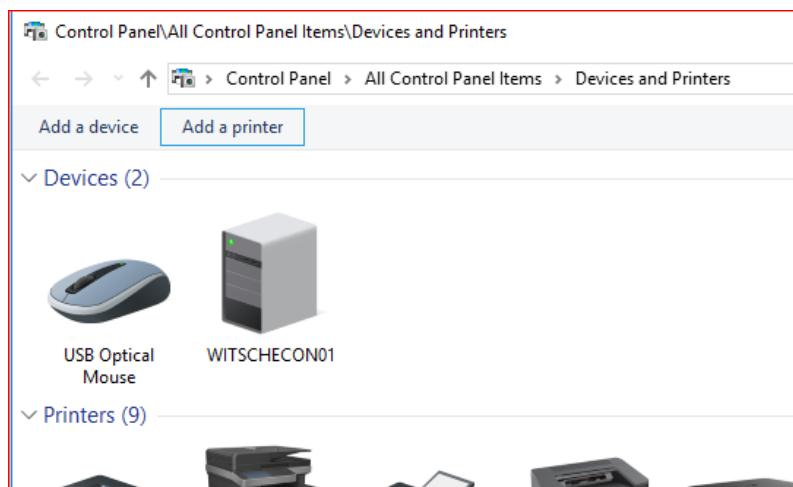 Control Panel\All Control Panel Items\Devices and Printers
Control Panel > All Control Panel Items > Devices and Printers
Add a device Add a printer
Devices (2)
USB Optical Mouse
WITSCHECON01
Printers (9)